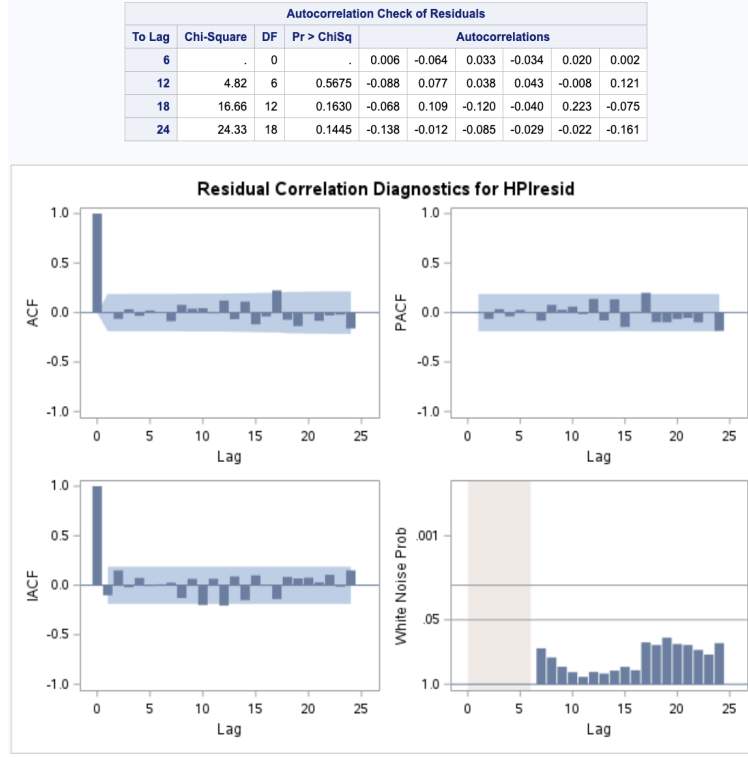 Autocorrelation Check of Residuals
To Lag Chi-Square DF Pr > ChiSq Autocorrelations
6 . 0 . 0.006 -0.064 0.033 -0.034 0.020 0.002
12 4.82 6 0.5675 -0.088 0.077 0.038 0.043 -0.008 0.121
18 16.66 12 0.1630 -0.068 0.109 -0.120 -0.040 0.223 -0.075
24 24.33 18 0.1445 -0.138 -0.012 -0.085 -0.029 -0.022 -0.161
Residual Correlation Diagnostics for HPIresid
ACF
1.0
0.5
0.0
-0.5
-1.0
0 5 10 15 20 25
Lag
PACF
1.0
0.5
0.0
-0.5
-1.0
0 5 10 15 20 25
Lag
IACF
1.0
0.5
0.0
-0.5
-1.0
0 5 10 15 20 25
Lag
White Noise Prob
.001
.05
1.0
0 5 10 15 20 25
Lag